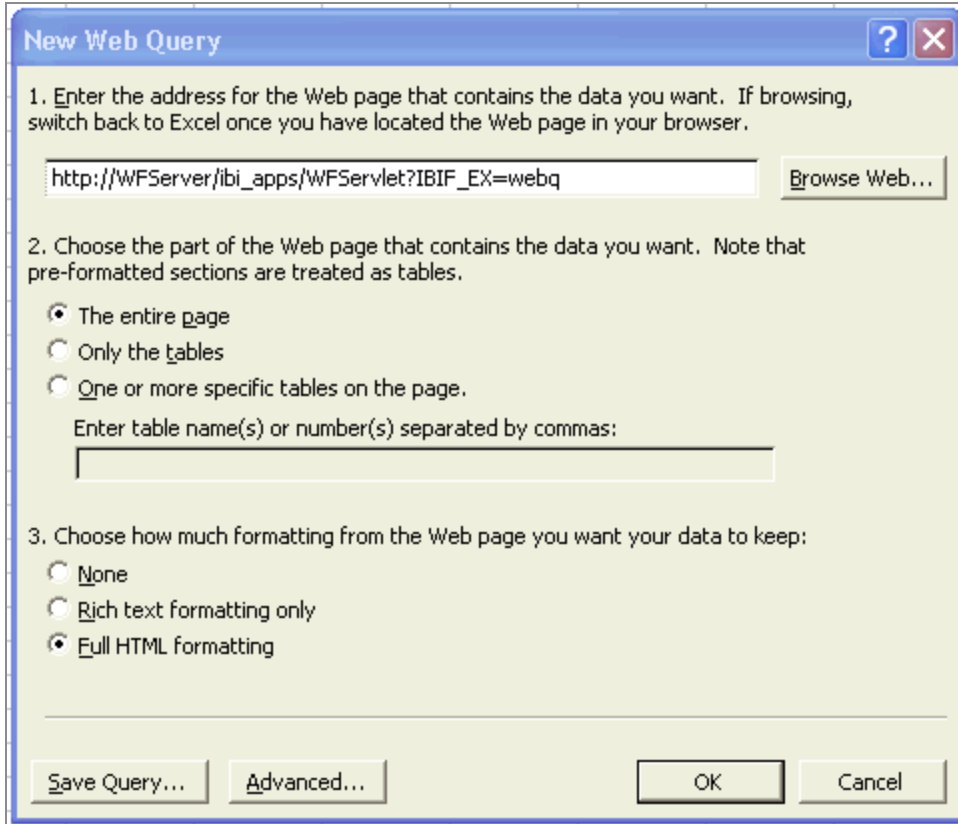 New Web Query
1. Enter the address for the Web page that contains the data you want. If browsing,
switch back to Excel once you have located the Web page in your browser.
http://WFServer/ibi_apps/WFServlet?IBIF_EX=webq
Browse Web...
2. Choose the part of the Web page that contains the data you want. Note that
pre-formatted sections are treated as tables.
The entire page
Only the tables
One or more specific tables on the page.
Enter table name(s) or number(s) separated by commas:
3. Choose how much formatting from the Web page you want your data to keep:
None
Rich text formatting only
Full HTML formatting
Save Query...
Advanced...
OK
Cancel